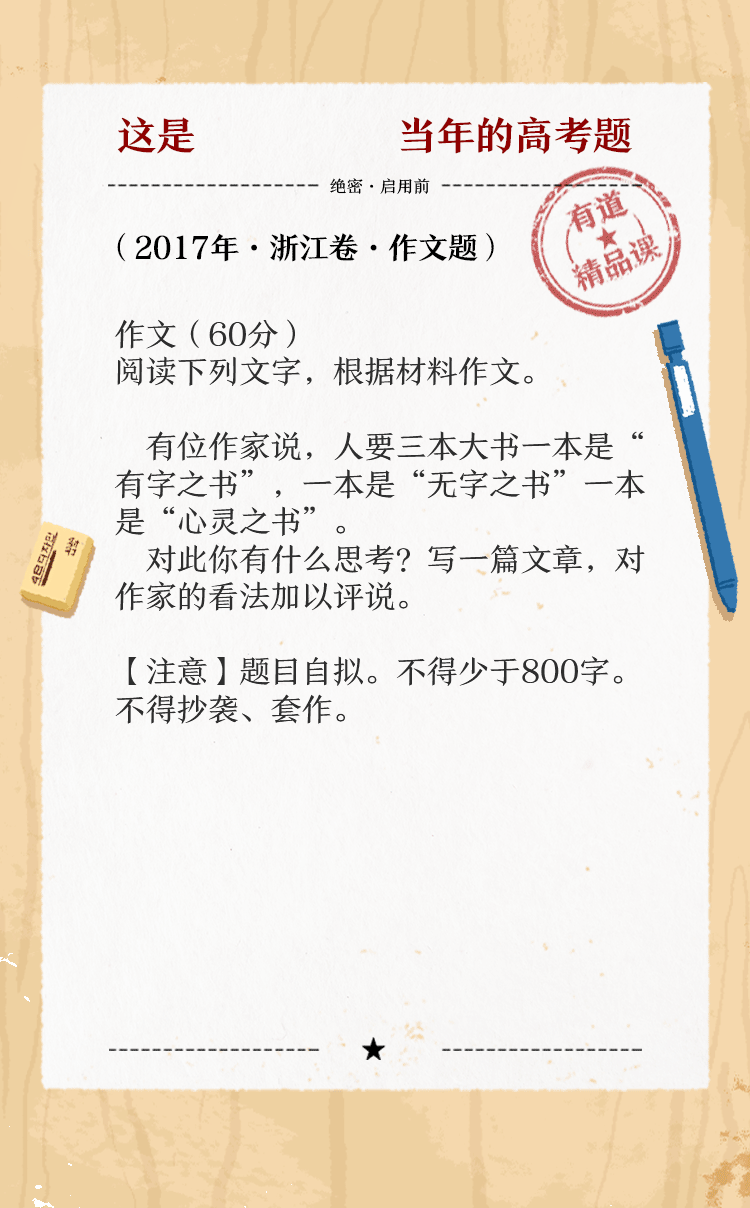 这是 当年的高考题
绝密·启用前
有道
精品课
（2017年·浙江卷·作文题）
作文（60分）
阅读下列文字，根据材料作文。
有位作家说，人要三本大书一本是“
有字之书”，一本是“无字之书”一本
是“心灵之书”。
对此你有什么思考？写一篇文章，对
作家的看法加以评说。
【注意】题目自拟。不得少于800字。
不得抄袭、套作。